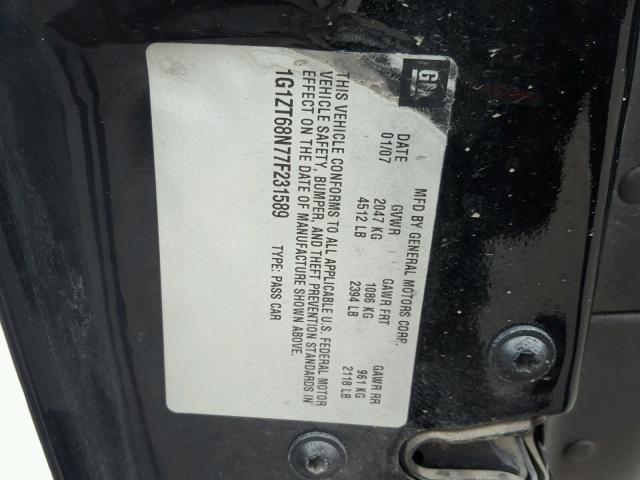 GM
MFD BY GENERAL MOTORS CORP.
DATE GVWR GAWR FRT GAWR RR
01/07 2047 KG 1086 KG 961 KG
4512 LB 2394 LB 2118 LB
THIS VEHICLE CONFORMS TO ALL APPLICABLE U.S. FEDERAL MOTOR
VEHICLE SAFETY, BUMPER, AND THEFT PREVENTION STANDARDS IN
EFFECT ON THE DATE OF MANUFACTURE SHOWN ABOVE.
1G1ZT68N77F231589 TYPE: PASS CAR